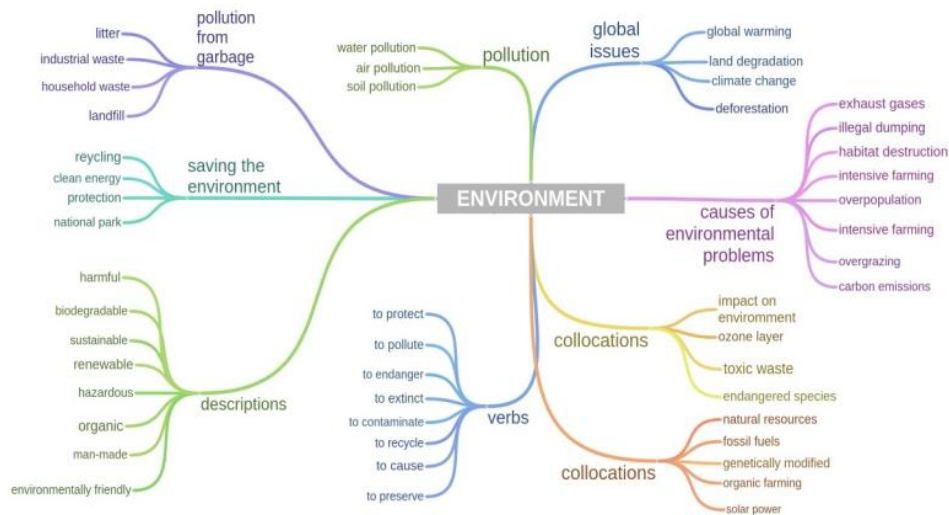 pollution
from
garbage
litter
industrial waste
household waste
landfill
pollution
water pollution
air pollution
soil pollution
global
issues
global warming
land degradation
climate change
deforestation
saving the
environment
reycling
clean energy
protection
national park
ENVIRONMENT
causes of
environmental
problems
exhaust gases
illegal dumping
habitat destruction
intensive farming
overpopulation
intensive farming
overgrazing
carbon emissions
descriptions
harmful
biodegradable
sustainable
renewable
hazardous
organic
man-made
environmentally friendly
verbs
to protect
to pollute
to endanger
to extinct
to contaminate
to recycle
to cause
to preserve
collocations
impact on
enviromment
ozone layer
toxic waste
endangered species
collocations
natural resources
fossil fuels
genetically modified
organic farming
solar power